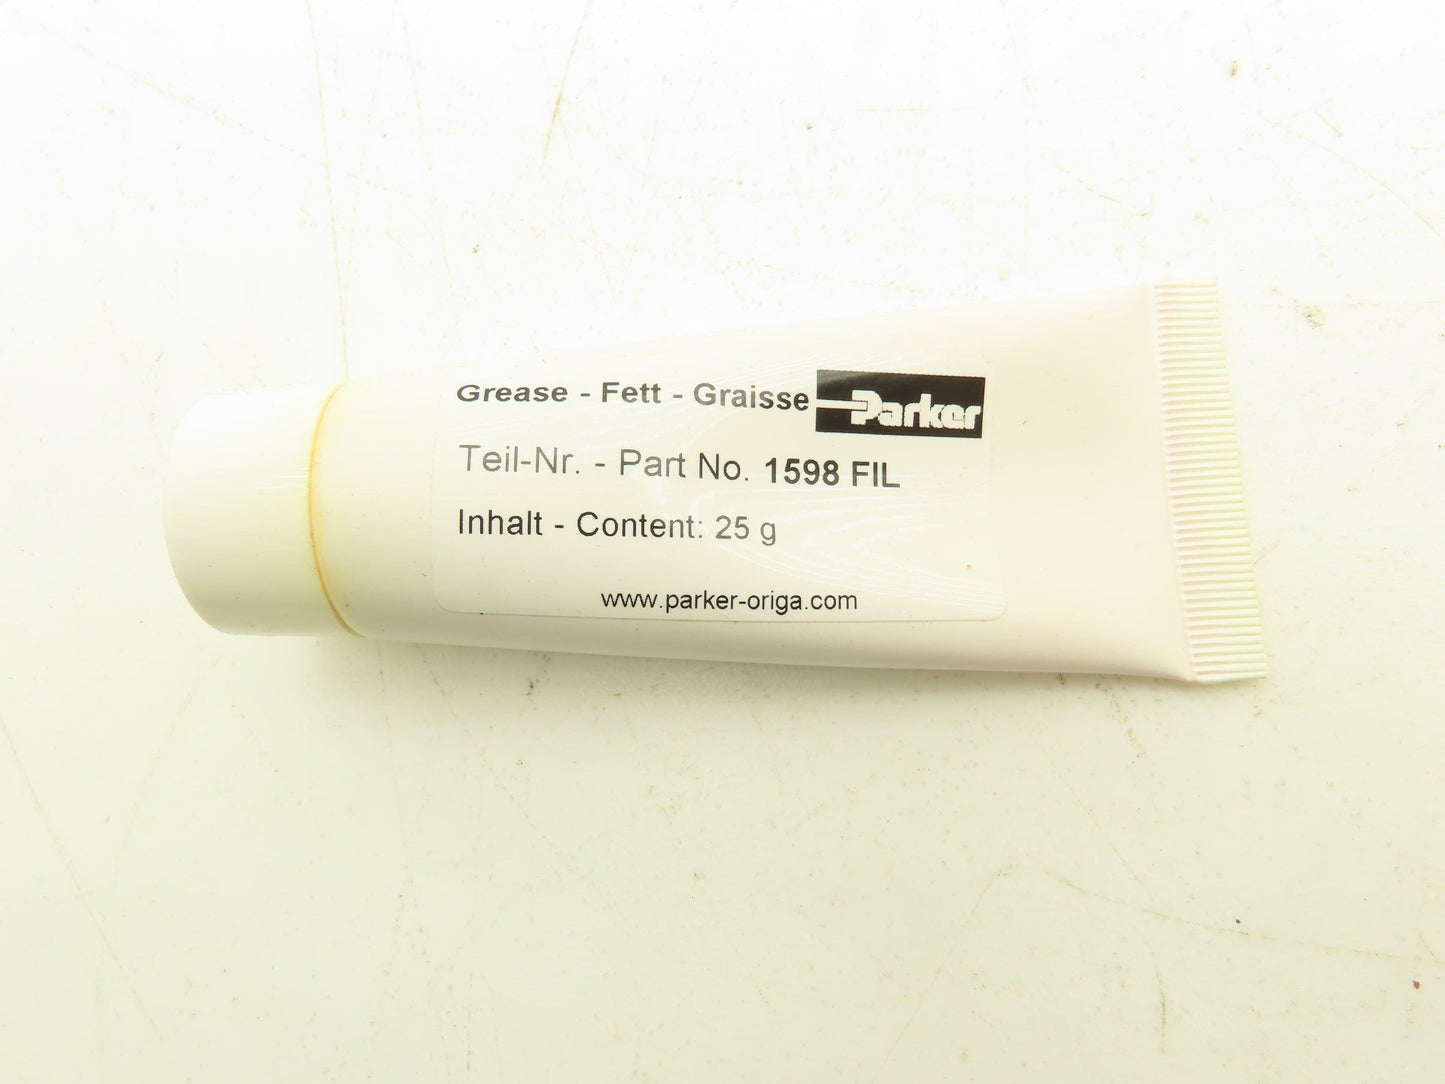 Grease - Fett - Graisse Parker
Teil-Nr. - Part No. 1598 FIL
Inhalt - Content: 25 g
www.parker-origa.com